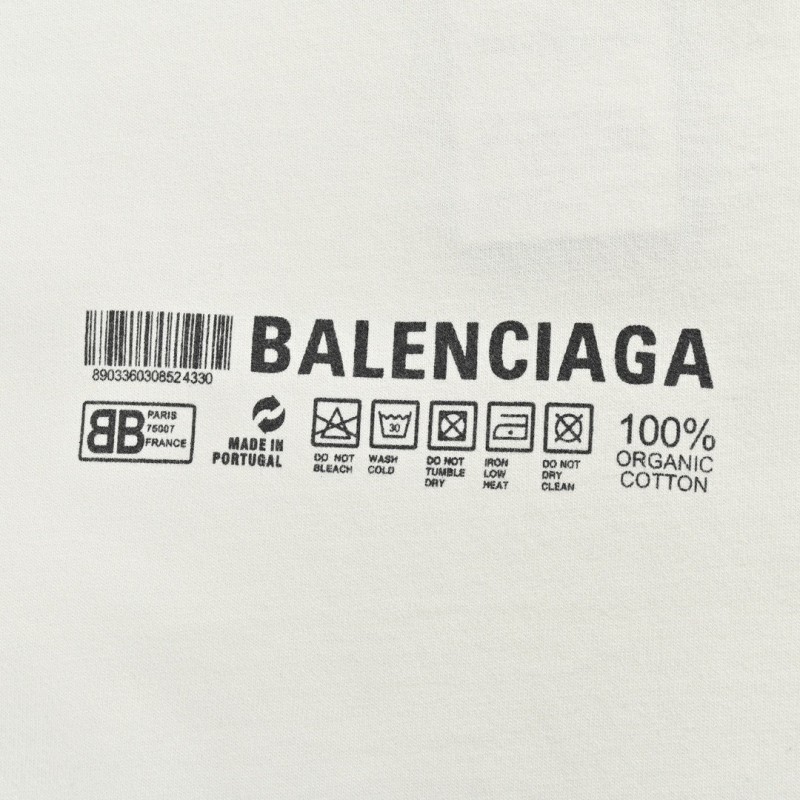 BALENCIAGA
8903360308524330
BB
PARIS
75007
FRANCE
MADE IN
PORTUGAL
DO NOT
BLEACH
30
WASH
COLD
DO NOT
TUMBLE
DRY
IRON
LOW
HEAT
DO NOT
DRY
CLEAN
100%
ORGANIC
COTTON